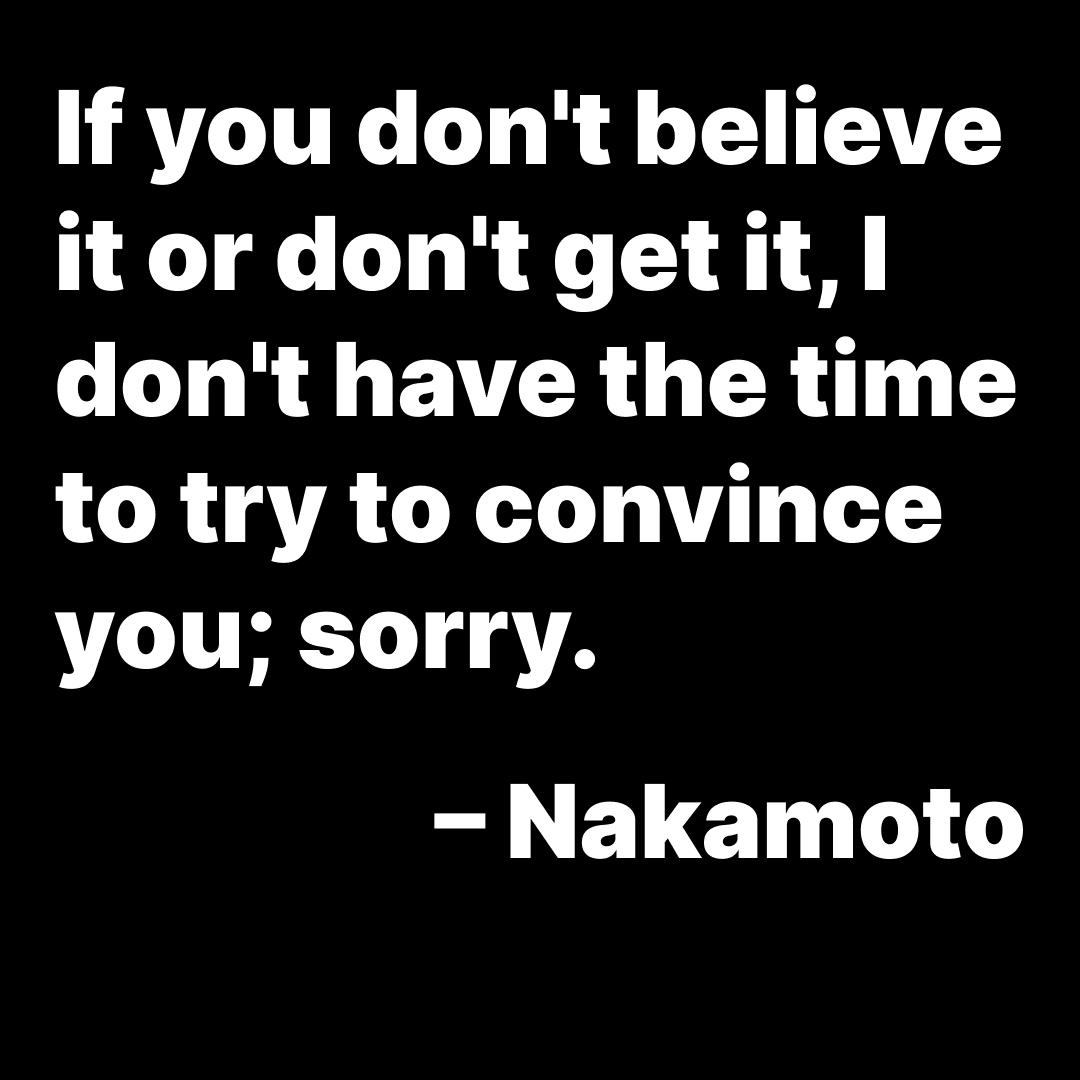 If you don't believe
it or don't get it, I
don't have the time
to try to convince
you; sorry.
– Nakamoto